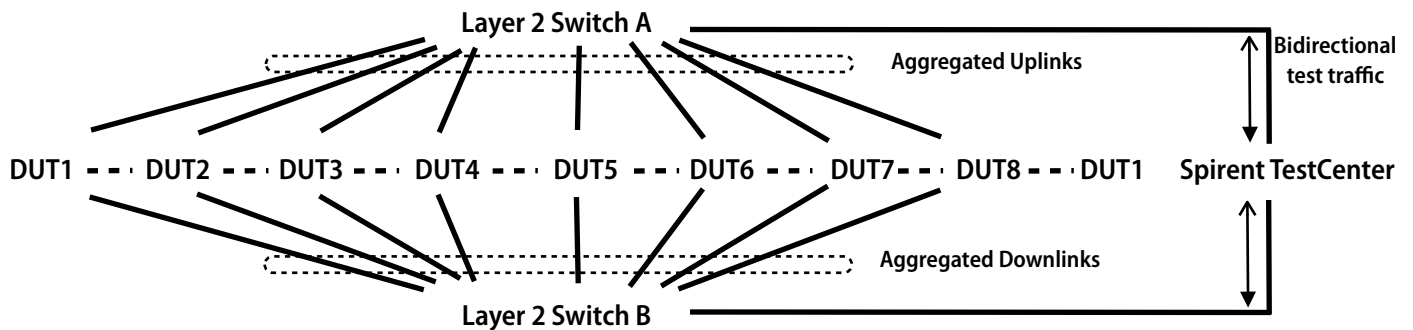 Layer 2 Switch A
Aggregated Uplinks
Bidirectional
test traffic
DUT1 DUT2 DUT3 DUT4 DUT5 DUT6 DUT7 DUT8 DUT1 Spirent TestCenter
Aggregated Downlinks
Layer 2 Switch B